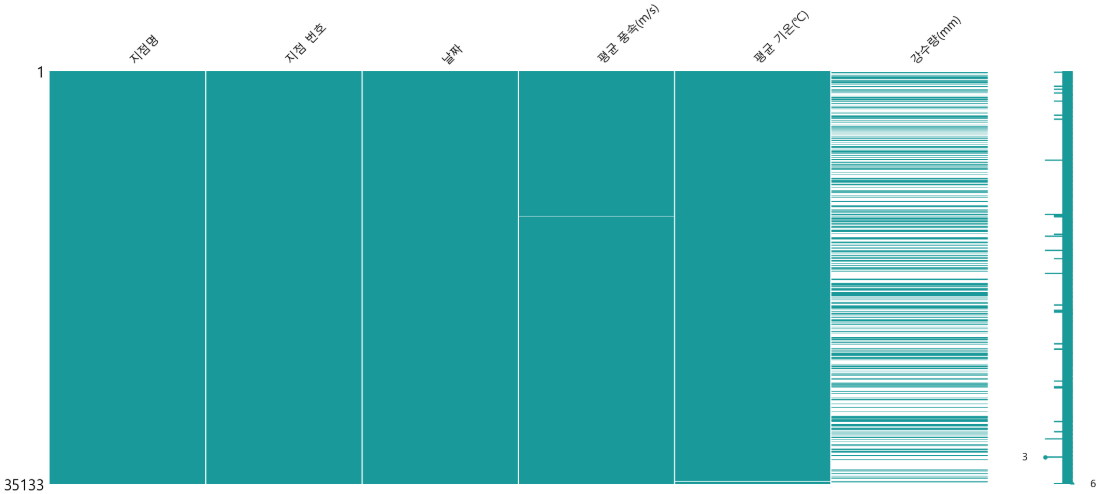 지점명
지점 번호
날짜
평균 풍속(m/s)
평균 기온(°C)
강수량(mm)
1
35133
3
6